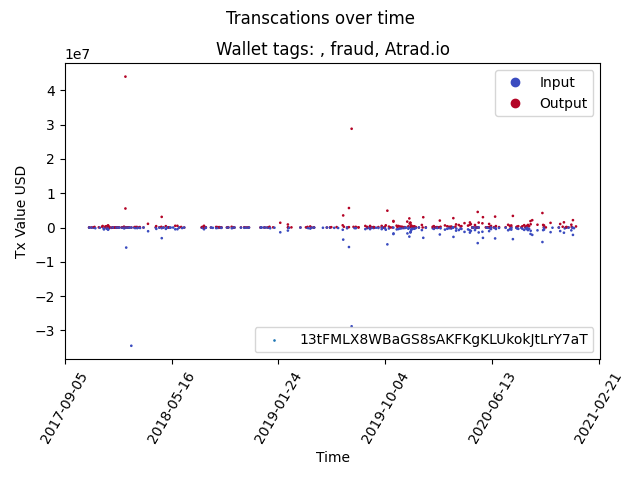 Transcations over time
Wallet tags: , fraud, Atrad.io
1e7
Input
Output
4
3
2
1
0
−1
−2
−3
Tx Value USD
13tFMLX8WBaGS8sAKFKgKLUkokJtLrY7aT
2017-09-05
2018-05-16
2019-01-24
2019-10-04
2020-06-13
2021-02-21
Time